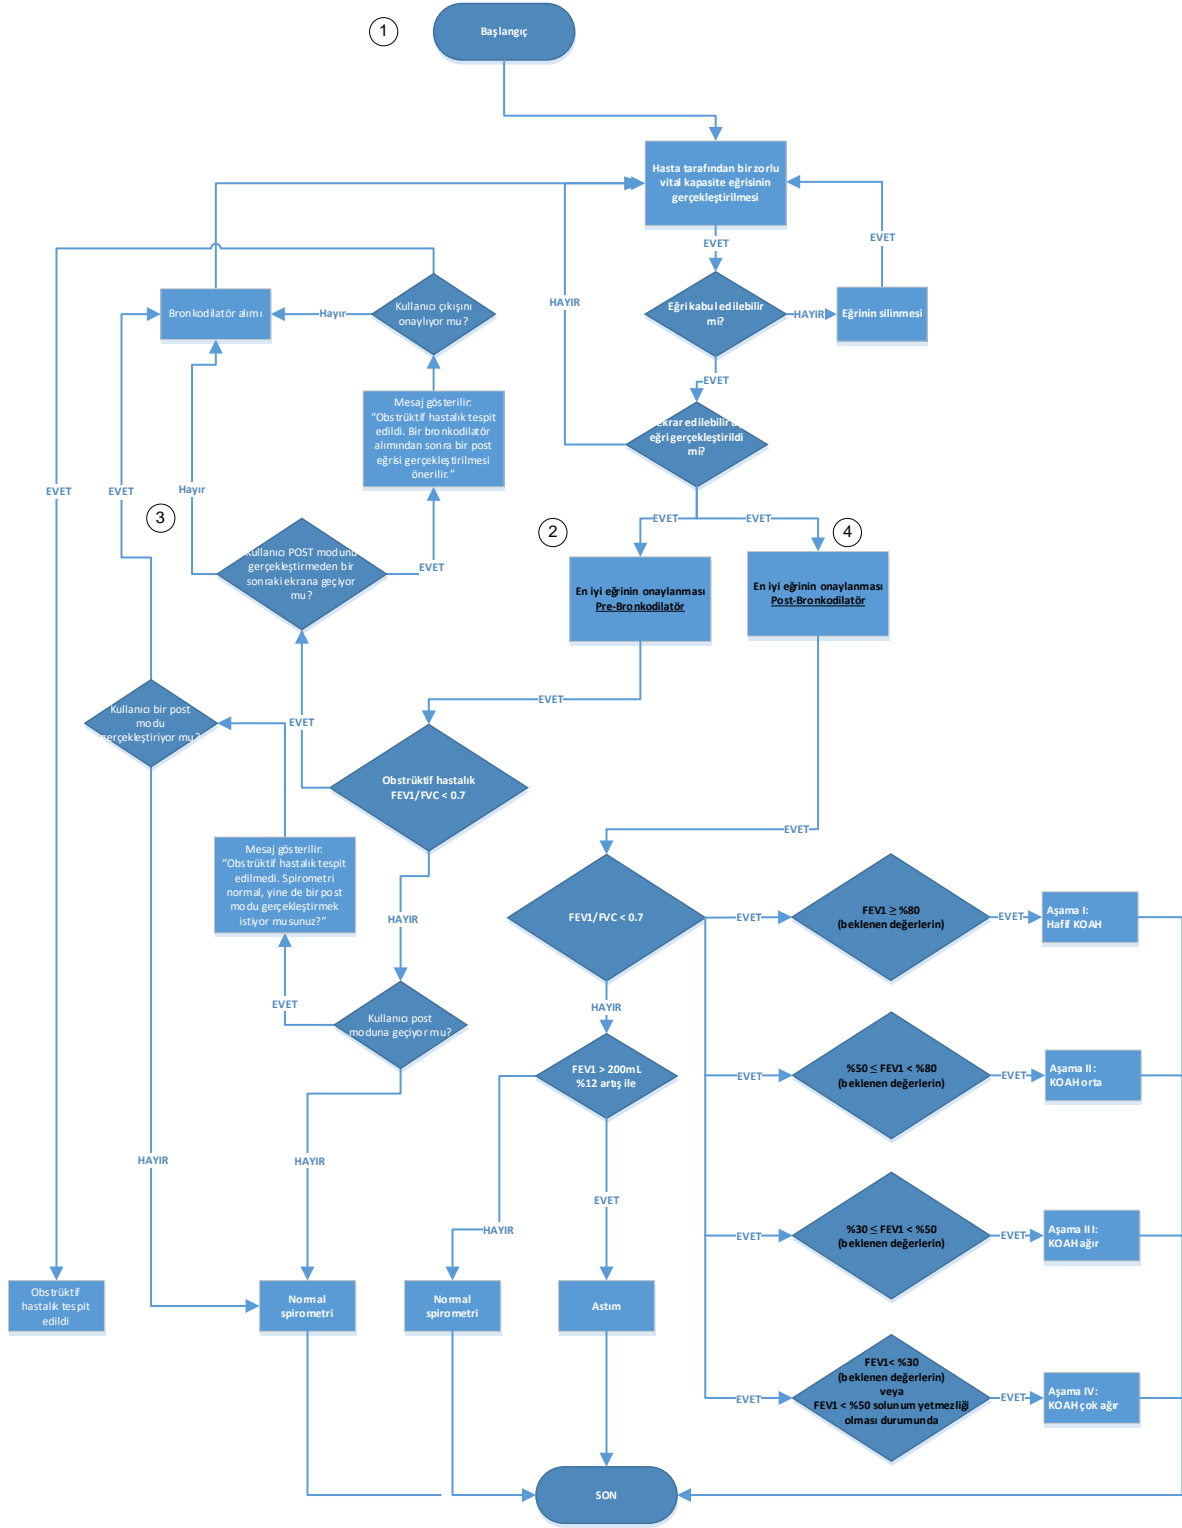 1
Başlangıç
Hasta tarafından bir zorlu
vital kapasite eğrisinin
gerçekleştirilmesi
EVET
EVET
Bronkodilatör alımı
Hayır
Kullanıcı çıkışını
onaylıyor mu?
HAYIR
Eğri kabul edilebilir
mi?
HAYIR
Eğrinin silinmesi
EVET
Mesaj gösterilir:
“Obstrüktif hastalık tespit
edildi. Bir bronkodilatör
alımından sonra bir post
eğrisi gerçekleştirilmesi
önerilir.”
ekrar edilebilir
eğri gerçekleştirildi
mi?
EVET
EVET
Hayır
3
EVET
EVET
2
4
Kullanıcı POST modunu
gerçekleştirmeden bir
sonraki ekrana geçiyor
mu?
EVET
En iyi eğrinin onaylanması
Pre-Bronkodilatör
En iyi eğrinin onaylanması
Post-Bronkodilatör
EVET
Kullanıcı bir post
modu
gerçekleştiriyor mu?
EVET
Obstrüktif hastalık
FEV1/FVC < 0.7
EVET
Mesaj gösterilir:
“Obstrüktif hastalık tespit
edilmedi. Spirometri
normal, yine de bir post
modu gerçekleştirmek
istiyor musunuz?”
HAYIR
FEV1/FVC < 0.7
EVET
FEV1 ≥ %80
(beklenen değerlerin)
EVET
Aşama I:
Hafif KOAH
EVET
Kullanıcı post
moduna geçiyor mu?
HAYIR
FEV1 > 200mL
%12 artış ile
EVET
%50 ≤ FEV1 < %80
(beklenen değerlerin)
EVET
Aşama II:
KOAH orta
HAYIR
HAYIR
EVET
HAYIR
EVET
%30 ≤ FEV1 < %50
(beklenen değerlerin)
EVET
Aşama III:
KOAH ağır
Obstrüktif
hastalık tespit
edildi
Normal
spirometri
Normal
spirometri
Astım
EVET
FEV1< %30
(beklenen değerlerin)
veya
FEV1 < %50 solunum yetmezliği
olması durumunda
EVET
Aşama IV:
KOAH çok ağır
SON